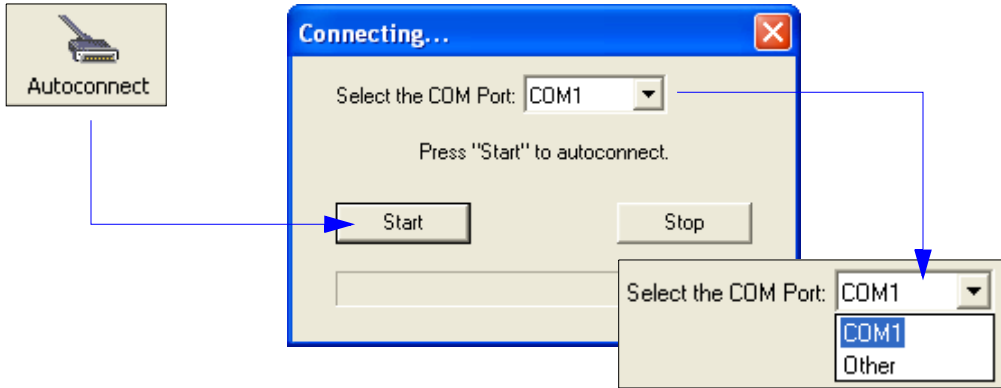 Autoconnect
Connecting...
Select the COM Port: COM1
Press "Start" to autoconnect.
Start Stop
Select the COM Port: COM1
COM1
Other